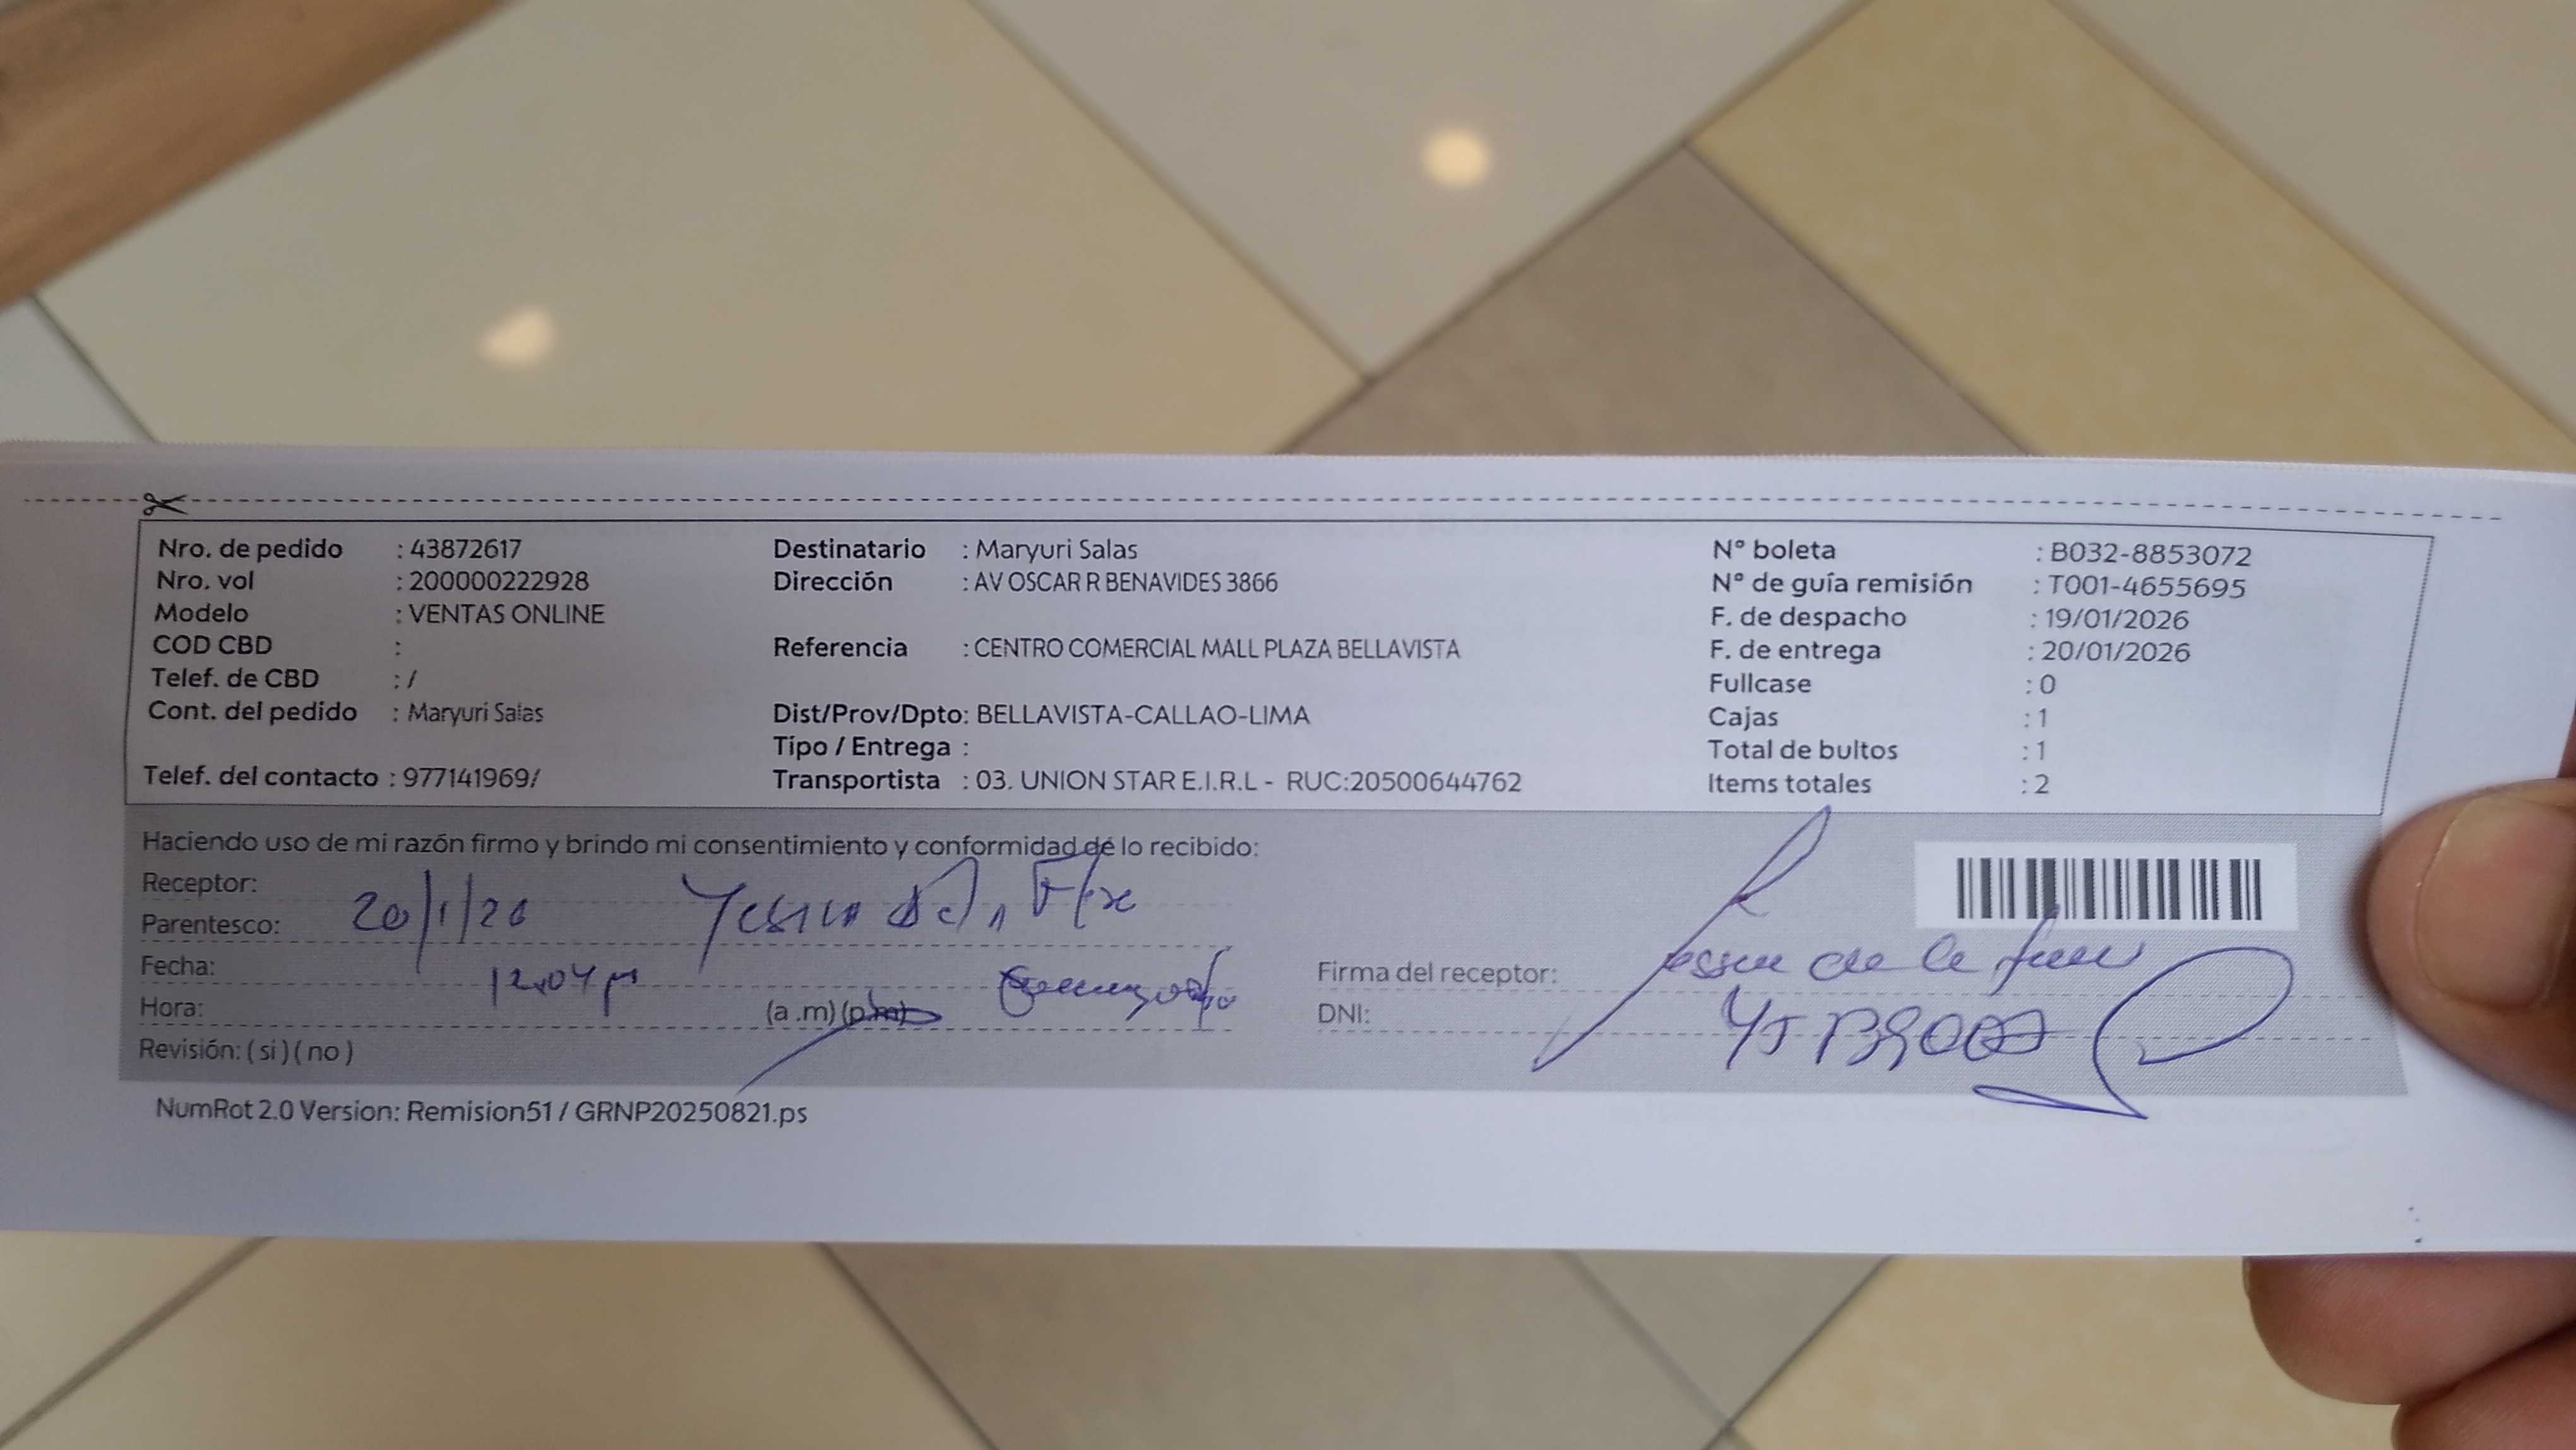 Nro. de pedido : 43872617
Nro. vol : 200000222928
Modelo : VENTAS ONLINE
COD CBD :
Telef. de CBD : /
Cont. del pedido : Maryuri Salas
Telef. del contacto : 977141969/
Destinatario : Maryuri Salas
Dirección : AV OSCAR R BENAVIDES 3866
Referencia : CENTRO COMERCIAL MALL PLAZA BELLAVISTA
Dist/Prov/Dpto: BELLAVISTA-CALLAO-LIMA
Tipo / Entrega :
Transportista : 03. UNION STAR E.I.R.L - RUC:20500644762
N° boleta : B032-8853072
N° de guía remisión : T001-4655695
F. de despacho : 19/01/2026
F. de entrega : 20/01/2026
Fullcase : 0
Cajas : 1
Total de bultos : 1
Items totales : 2
Haciendo uso de mi razón firmo y brindo mi consentimiento y conformidad de lo recibido:
Receptor:
Parentesco: 20/1/26
Fecha:
12:04 pm
Hora: (a .m) (p.m)
Revisión: ( si ) ( no )
Firma del receptor: de la
DNI:
NumRot 2.0 Version: Remision51 / GRNP20250821.ps